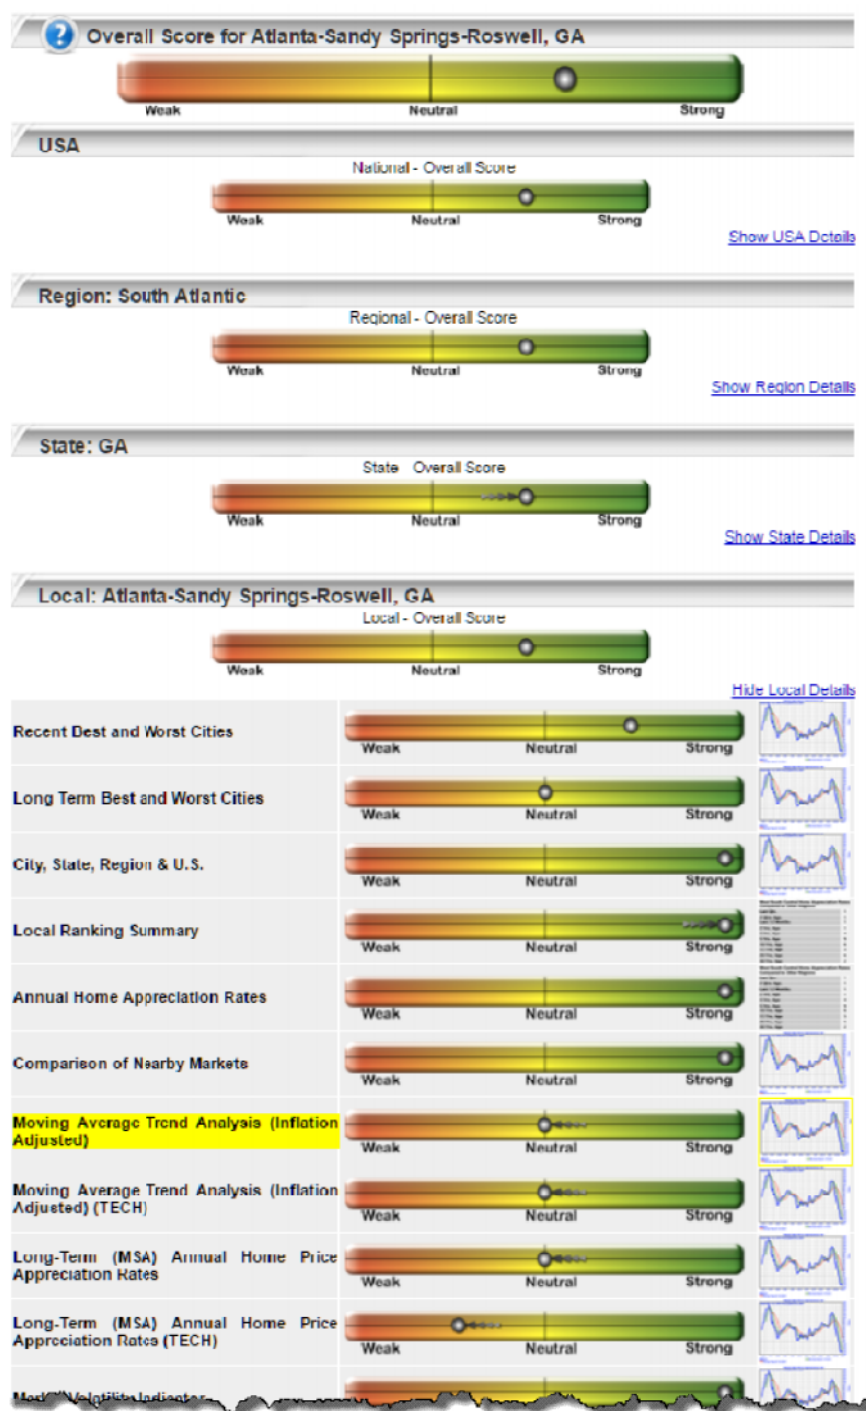 Overall Score for Atlanta-Sandy Springs-Roswell, GA
Weak Neutral Strong
USA
National - Overall Score
Weak Neutral Strong
Show USA Details
Region: South Atlantic
Regional - Overall Score
Weak Neutral Strong
Show Region Details
State: GA
State - Overall Score
Weak Neutral Strong
Show State Details
Local: Atlanta-Sandy Springs-Roswell, GA
Local - Overall Score
Weak Neutral Strong
Hide Local Details
Recent Best and Worst Cities
Weak Neutral Strong
Long Term Best and Worst Cities
Weak Neutral Strong
City, State, Region & U.S.
Weak Neutral Strong
Local Ranking Summary
Weak Neutral Strong
Annual Home Appreciation Rates
Weak Neutral Strong
Comparison of Nearby Markets
Weak Neutral Strong
Moving Average Trend Analysis (Inflation
Adjusted)
Weak Neutral Strong
Moving Average Trend Analysis (Inflation
Adjusted) (TECH)
Weak Neutral Strong
Long-Term (MSA) Annual Home Price
Appreciation Rates
Weak Neutral Strong
Long-Term (MSA) Annual Home Price
Appreciation Rates (TECH)
Weak Neutral Strong
Market Volatility Indicator